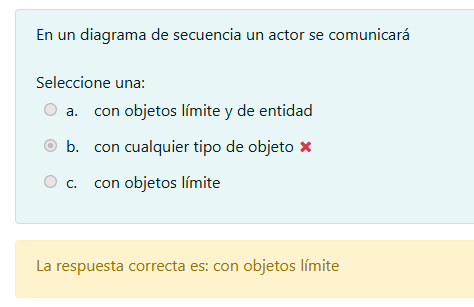 En un diagrama de secuencia un actor se comunicará
Seleccione una:
a. con objetos límite y de entidad
b. con cualquier tipo de objeto
c. con objetos límite
La respuesta correcta es: con objetos límite